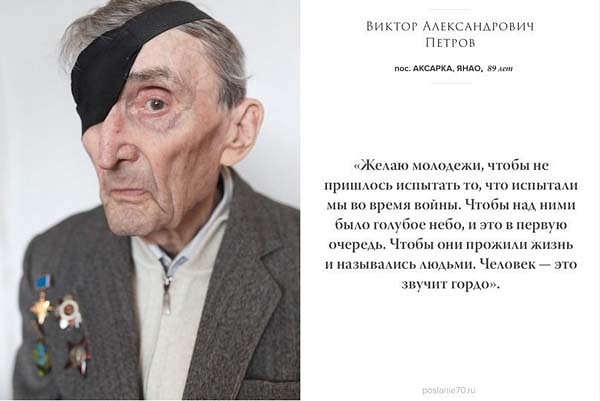 Виктор Александрович
Петров
пос. АКСАРКА, ЯНАО, 89 лет
«Желаю молодежи, чтобы не
пришлось испытать то, что испытали
мы во время войны. Чтобы над ними
было голубое небо, и это в первую
очередь. Чтобы они прожили жизнь
и назывались людьми. Человек — это
звучит гордо».
poslanie70.ru